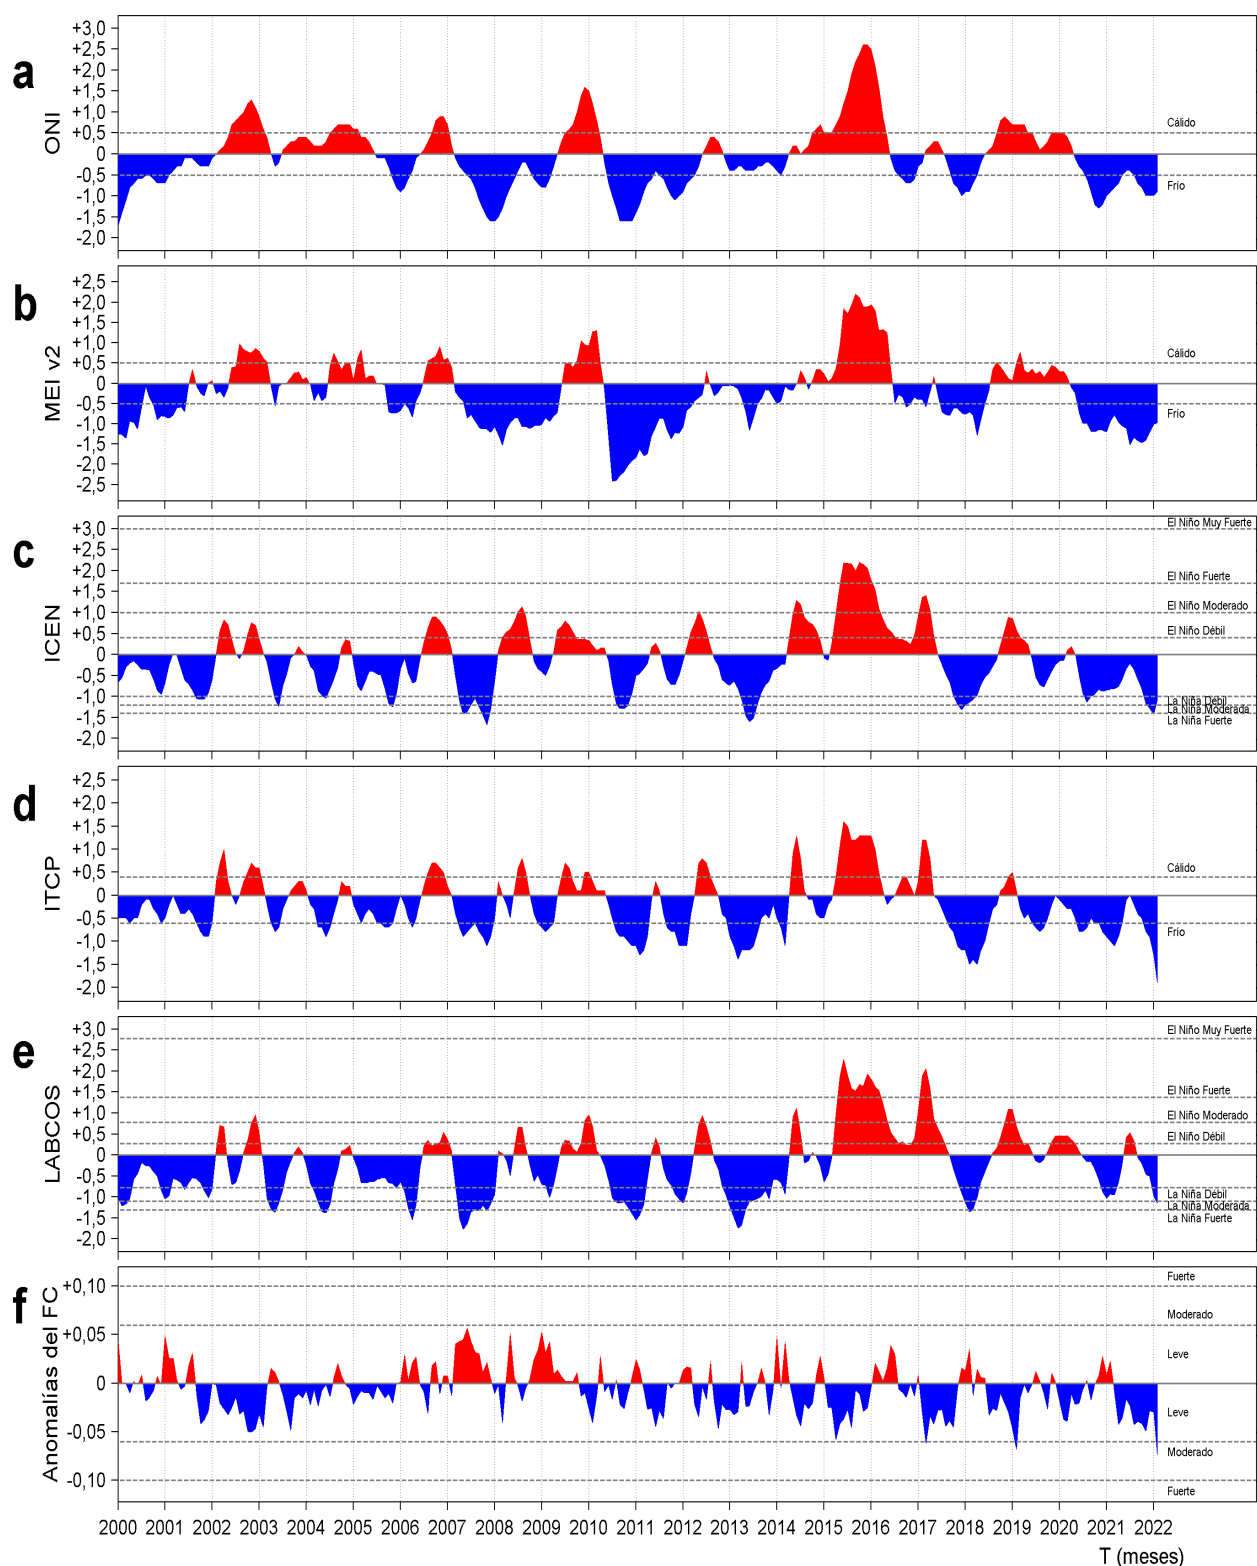 a
ONI
+3,0
+2,5
+2,0
+1,5
+1,0
+0,5
0
-0,5
-1,0
-1,5
-2,0
Cálido
Frío
b
MEI v2
+2,5
+2,0
+1,5
+1,0
+0,5
0
-0,5
-1,0
-1,5
-2,0
-2,5
Cálido
Frío
c
ICEN
+3,0
+2,5
+2,0
+1,5
+1,0
+0,5
0
-0,5
-1,0
-1,5
-2,0
El Niño Muy Fuerte
El Niño Fuerte
El Niño Moderado
El Niño Débil
La Niña Débil
La Niña Moderada
La Niña Fuerte
d
ITCP
+2,5
+2,0
+1,5
+1,0
+0,5
0
-0,5
-1,0
-1,5
-2,0
Cálido
Frío
e
LABCOS
+3,0
+2,5
+2,0
+1,5
+1,0
+0,5
0
-0,5
-1,0
-1,5
-2,0
El Niño Muy Fuerte
El Niño Fuerte
El Niño Moderado
El Niño Débil
La Niña Débil
La Niña Moderada
La Niña Fuerte
f
Anomalías del FC
+0,10
+0,05
0
-0,05
-0,10
Fuerte
Moderado
Leve
Leve
Moderado
Fuerte
2000 2001 2002 2003 2004 2005 2006 2007 2008 2009 2010 2011 2012 2013 2014 2015 2016 2017 2018 2019 2020 2021 2022
T (meses)